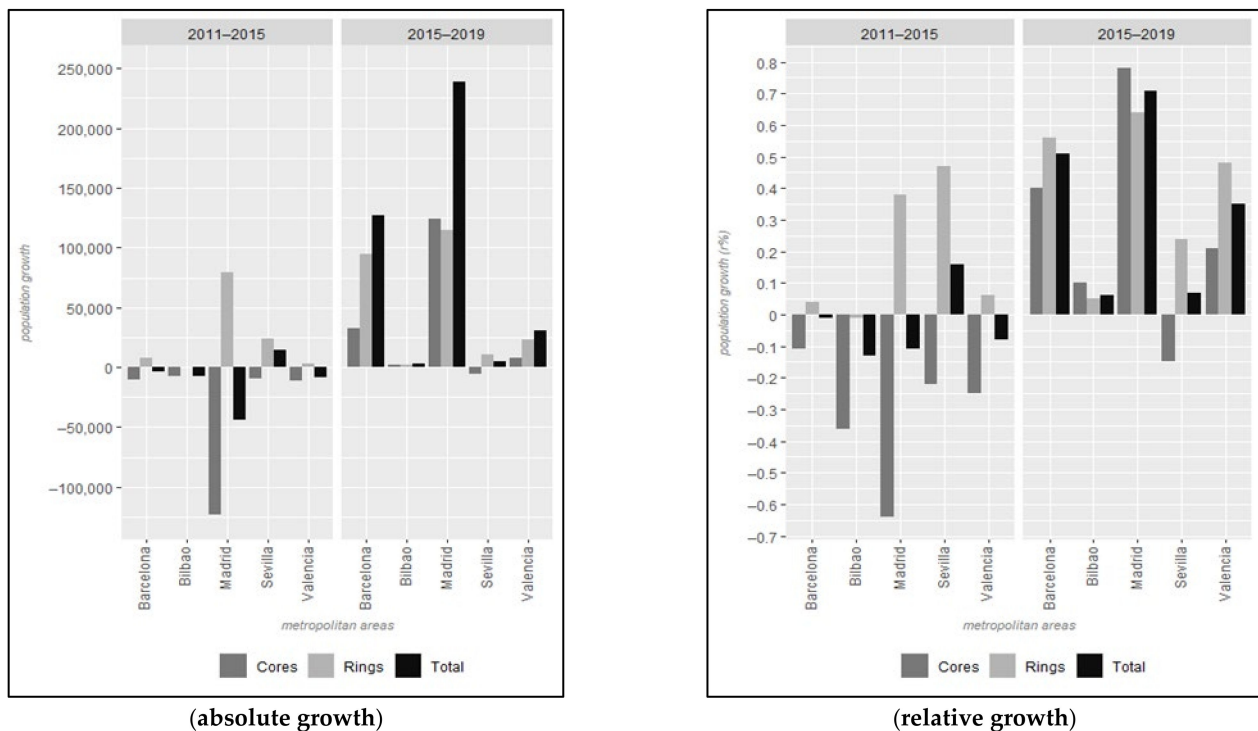 2011–2015
2015–2019
250,000
200,000
150,000
100,000
50,000
0
–50,000
–100,000
population growth
Barcelona
Bilbao
Madrid
Sevilla
Valencia
Barcelona
Bilbao
Madrid
Sevilla
Valencia
metropolitan areas
Cores Rings Total
(absolute growth)
2011–2015
2015–2019
0.8
0.7
0.6
0.5
0.4
0.3
0.2
0.1
0
–0.1
–0.2
–0.3
–0.4
–0.5
–0.6
–0.7
population growth (r%)
Barcelona
Bilbao
Madrid
Sevilla
Valencia
Barcelona
Bilbao
Madrid
Sevilla
Valencia
metropolitan areas
Cores Rings Total
(relative growth)